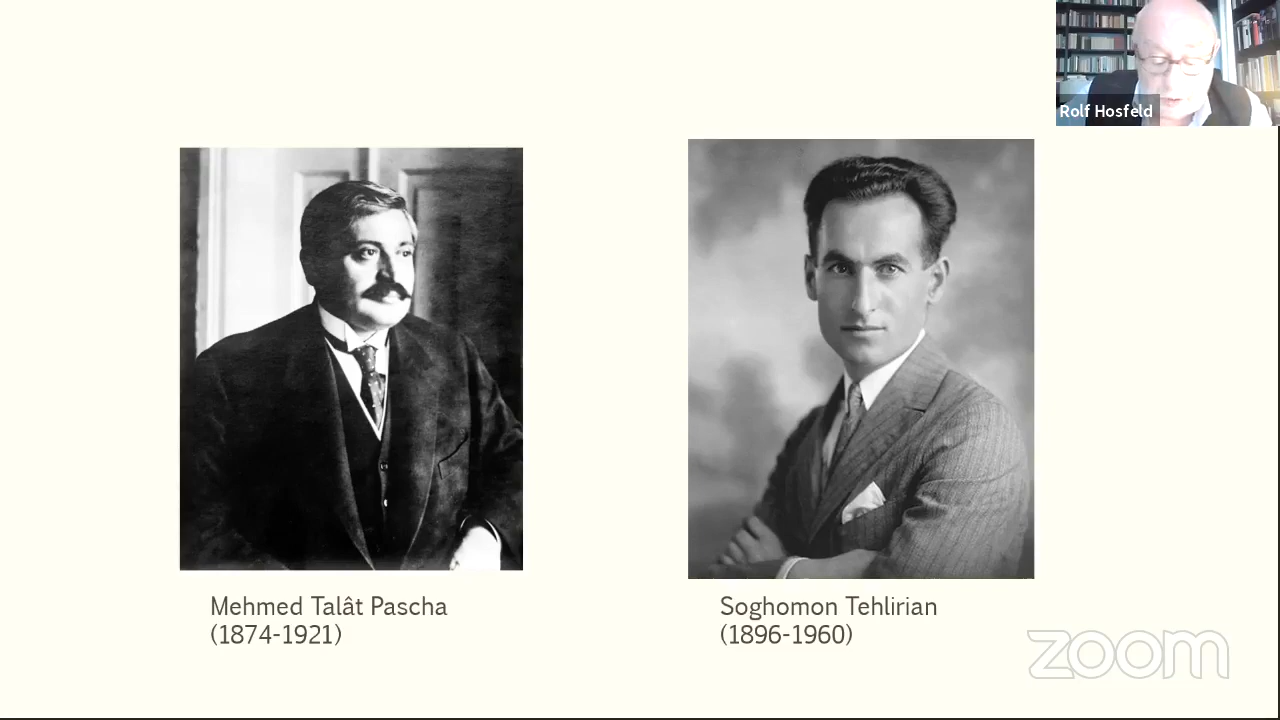 Rolf Hosfeld
Mehmed Talât Pascha
(1874-1921)
Soghomon Tehlirian
(1896-1960)
zoom